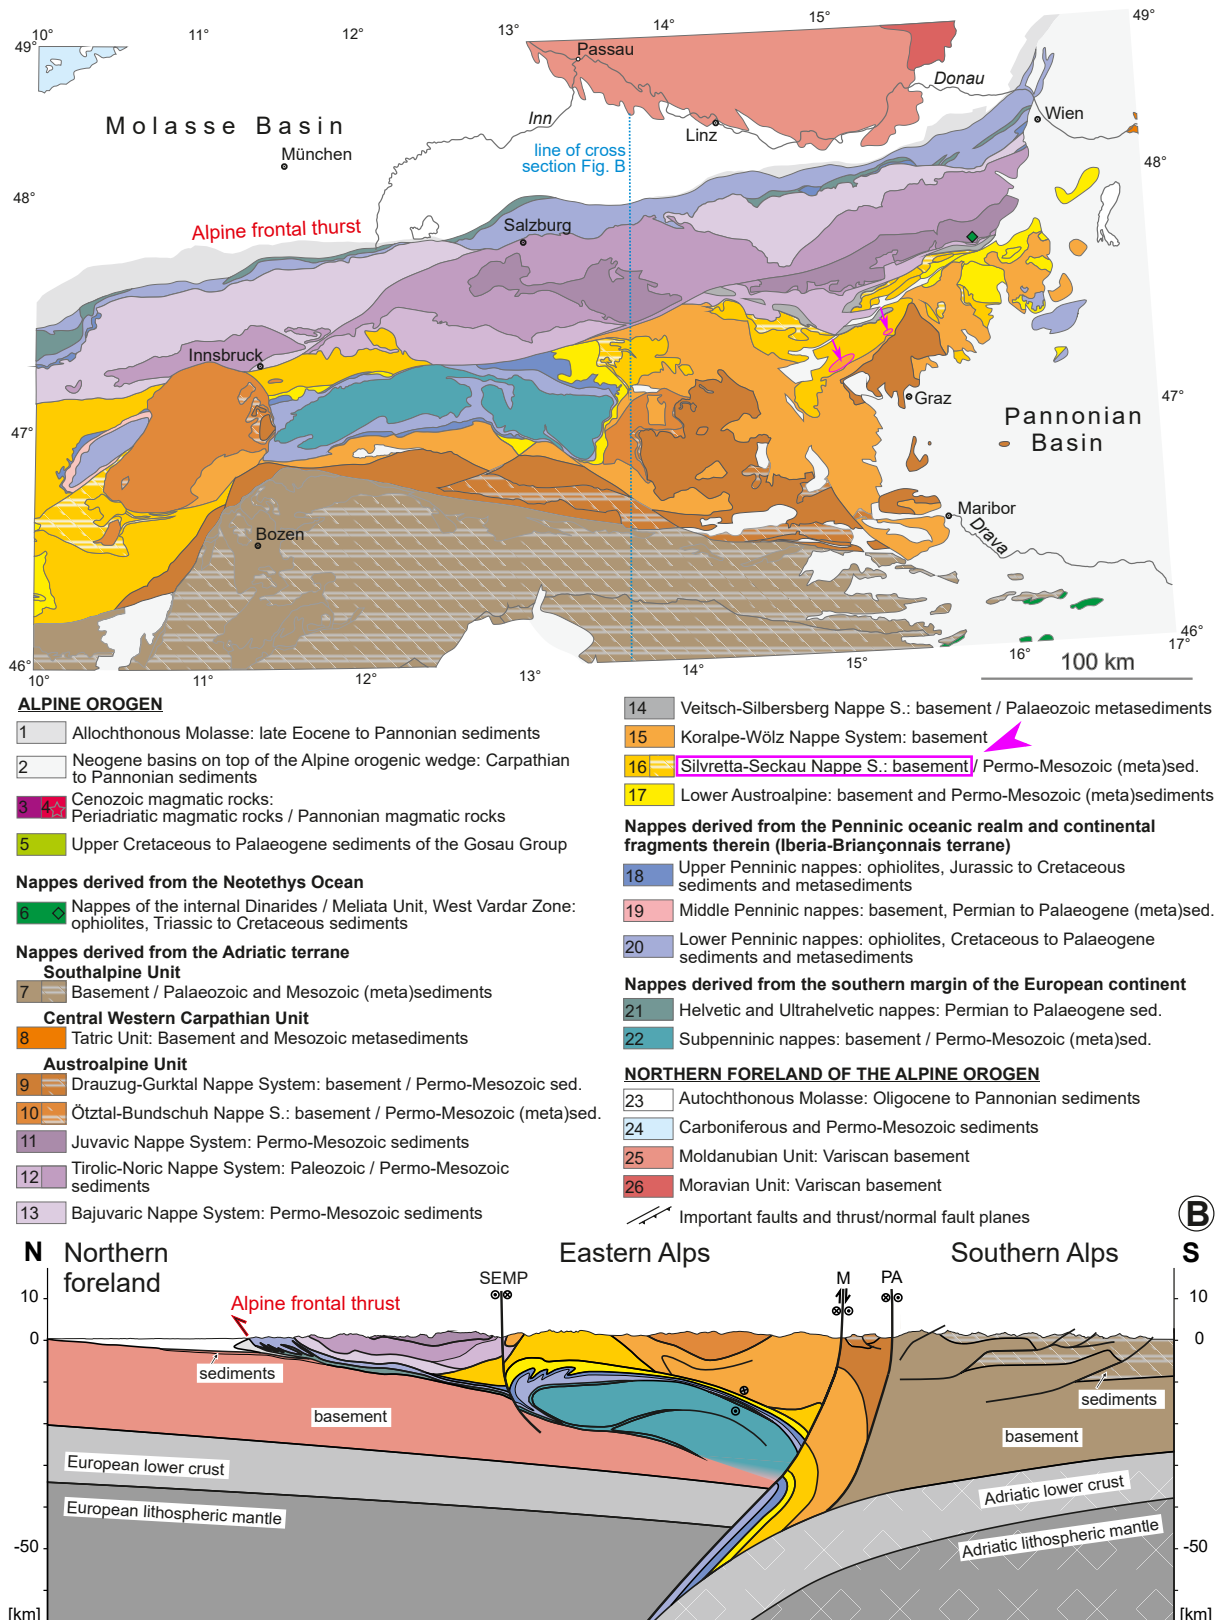 10°
11°
12°
13°
14°
15°
49°
49°
Passau
Donau
Inn
Linz
Wien
Molasse Basin
München
line of cross
section Fig. B
48°
48°
Alpine frontal thurst
Salzburg
Innsbruck
47°
47°
Graz
Pannonian
Basin
Maribor
Drava
Bozen
46°
46°
10°
11°
12°
13°
14°
15°
16°
17°
100 km
ALPINE OROGEN
1 Allochthonous Molasse: late Eocene to Pannonian sediments
2 Neogene basins on top of the Alpine orogenic wedge: Carpathian
to Pannonian sediments
3 4 Cenozoic magmatic rocks:
Periadriatic magmatic rocks / Pannonian magmatic rocks
5 Upper Cretaceous to Palaeogene sediments of the Gosau Group
Nappes derived from the Neotethys Ocean
6 Nappes of the internal Dinarides / Meliata Unit, West Vardar Zone:
ophiolites, Triassic to Cretaceous sediments
Nappes derived from the Adriatic terrane
Southalpine Unit
7 Basement / Palaeozoic and Mesozoic (meta)sediments
Central Western Carpathian Unit
8 Tatric Unit: Basement and Mesozoic metasediments
Austroalpine Unit
9 Drauzug-Gurktal Nappe System: basement / Permo-Mesozoic sed.
10 Ötztal-Bundschuh Nappe S.: basement / Permo-Mesozoic (meta)sed.
11 Juvavic Nappe System: Permo-Mesozoic sediments
12 Tirolic-Noric Nappe System: Paleozoic / Permo-Mesozoic
sediments
13 Bajuvaric Nappe System: Permo-Mesozoic sediments
14 Veitsch-Silbersberg Nappe S.: basement / Palaeozoic metasediments
15 Koralpe-Wölz Nappe System: basement
16 Silvretta-Seckau Nappe S.: basement / Permo-Mesozoic (meta)sed.
17 Lower Austroalpine: basement and Permo-Mesozoic (meta)sediments
Nappes derived from the Penninic oceanic realm and continental
fragments therein (Iberia-Briançonnais terrane)
18 Upper Penninic nappes: ophiolites, Jurassic to Cretaceous
sediments and metasediments
19 Middle Penninic nappes: basement, Permian to Palaeogene (meta)sed.
20 Lower Penninic nappes: ophiolites, Cretaceous to Palaeogene
sediments and metasediments
Nappes derived from the southern margin of the European continent
21 Helvetic and Ultrahelvetic nappes: Permian to Palaeogene sed.
22 Subpenninic nappes: basement / Permo-Mesozoic (meta)sed.
NORTHERN FORELAND OF THE ALPINE OROGEN
23 Autochthonous Molasse: Oligocene to Pannonian sediments
24 Carboniferous and Permo-Mesozoic sediments
25 Moldanubian Unit: Variscan basement
26 Moravian Unit: Variscan basement
Important faults and thrust/normal fault planes
B
N Northern
foreland
Eastern Alps
Southern Alps S
SEMP
M
PA
10
10
Alpine frontal thrust
0
0
sediments
sediments
basement
basement
European lower crust
Adriatic lower crust
European lithospheric mantle
Adriatic lithospheric mantle
-50
-50
[km]
[km]